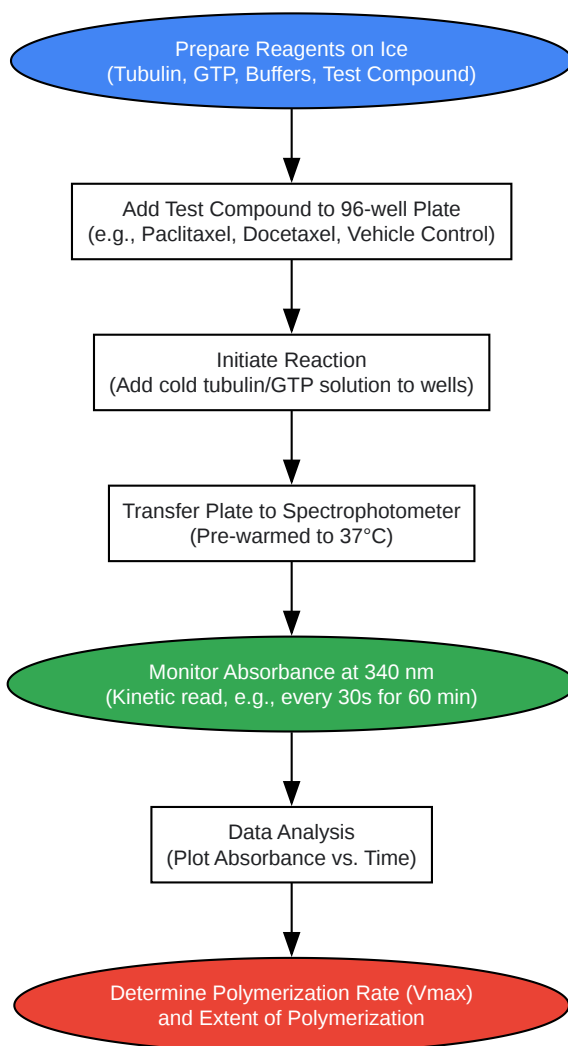 Prepare Reagents on Ice
(Tubulin, GTP, Buffers, Test Compound)
Add Test Compound to 96-well Plate
(e.g., Paclitaxel, Docetaxel, Vehicle Control)
Initiate Reaction
(Add cold tubulin/GTP solution to wells)
Transfer Plate to Spectrophotometer
(Pre-warmed to 37°C)
Monitor Absorbance at 340 nm
(Kinetic read, e.g., every 30s for 60 min)
Data Analysis
(Plot Absorbance vs. Time)
Determine Polymerization Rate (Vmax)
and Extent of Polymerization